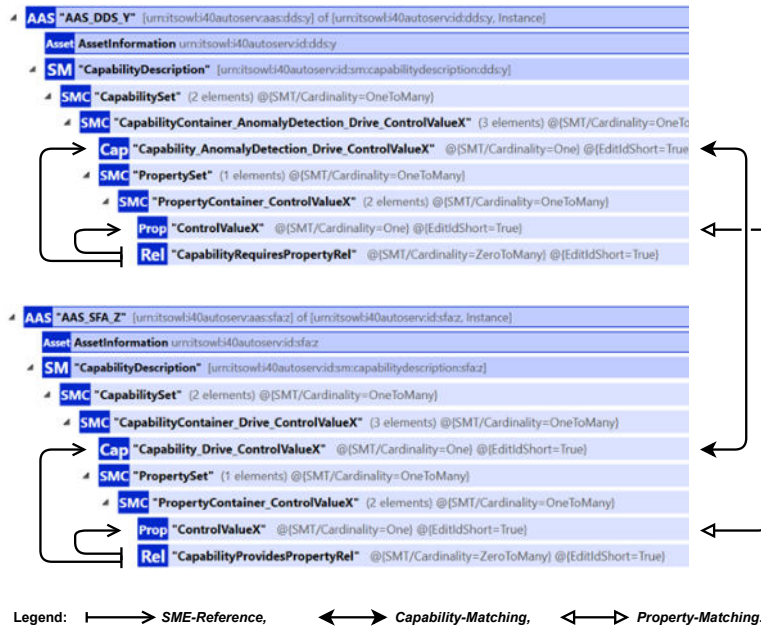 AAS "AAS_DDS_Y" [urn:itsowl:i40autoserv:aas:dds:y] of [urn:itsowl:i40autoserv:id:dds:y, Instance]
Asset AssetInformation urn:itsowl:i40autoserv:id:dds:y
SM "CapabilityDescription" [urn:itsowl:i40autoserv:id:sm:capabilitydescription:dds:y]
SMC "CapabilitySet" (2 elements) @{SMT/Cardinality=OneToMany}
SMC "CapabilityContainer_AnomalyDetection_Drive_ControlValueX" (3 elements) @{SMT/Cardinality=OneTo
Cap "Capability_AnomalyDetection_Drive_ControlValueX" @{SMT/Cardinality=One} @{EditIdShort=True
SMC "PropertySet" (1 elements) @{SMT/Cardinality=OneToMany}
SMC "PropertyContainer_ControlValueX" (2 elements) @{SMT/Cardinality=OneToMany}
Prop "ControlValueX" @{SMT/Cardinality=One} @{EditIdShort=True}
Rel "CapabilityRequiresPropertyRel" @{SMT/Cardinality=ZeroToMany} @{EditIdShort=True}
AAS "AAS_SFA_Z" [urn:itsowl:i40autoserv:aas:sfa:z] of [urn:itsowl:i40autoserv:id:sfa:z, Instance]
Asset AssetInformation urn:itsowl:i40autoserv:id:sfa:z
SM "CapabilityDescription" [urn:itsowl:i40autoserv:id:sm:capabilitydescription:sfa:z]
SMC "CapabilitySet" (2 elements) @{SMT/Cardinality=OneToMany}
SMC "CapabilityContainer_Drive_ControlValueX" (3 elements) @{SMT/Cardinality=OneToMany}
Cap "Capability_Drive_ControlValueX" @{SMT/Cardinality=One} @{EditIdShort=True}
SMC "PropertySet" (1 elements) @{SMT/Cardinality=OneToMany}
SMC "PropertyContainer_ControlValueX" (2 elements) @{SMT/Cardinality=OneToMany}
Prop "ControlValueX" @{SMT/Cardinality=One} @{EditIdShort=True}
Rel "CapabilityProvidesPropertyRel" @{SMT/Cardinality=ZeroToMany} @{EditIdShort=True}
Legend: SME-Reference, Capability-Matching, Property-Matching.